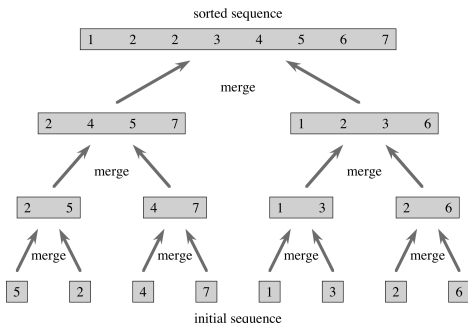 sorted sequence
1 2 2 3 4 5 6 7
merge
2 4 5 7 1 2 3 6
merge merge
2 5 4 7 1 3 2 6
merge merge merge merge
5 2 4 7 1 3 2 6
initial sequence